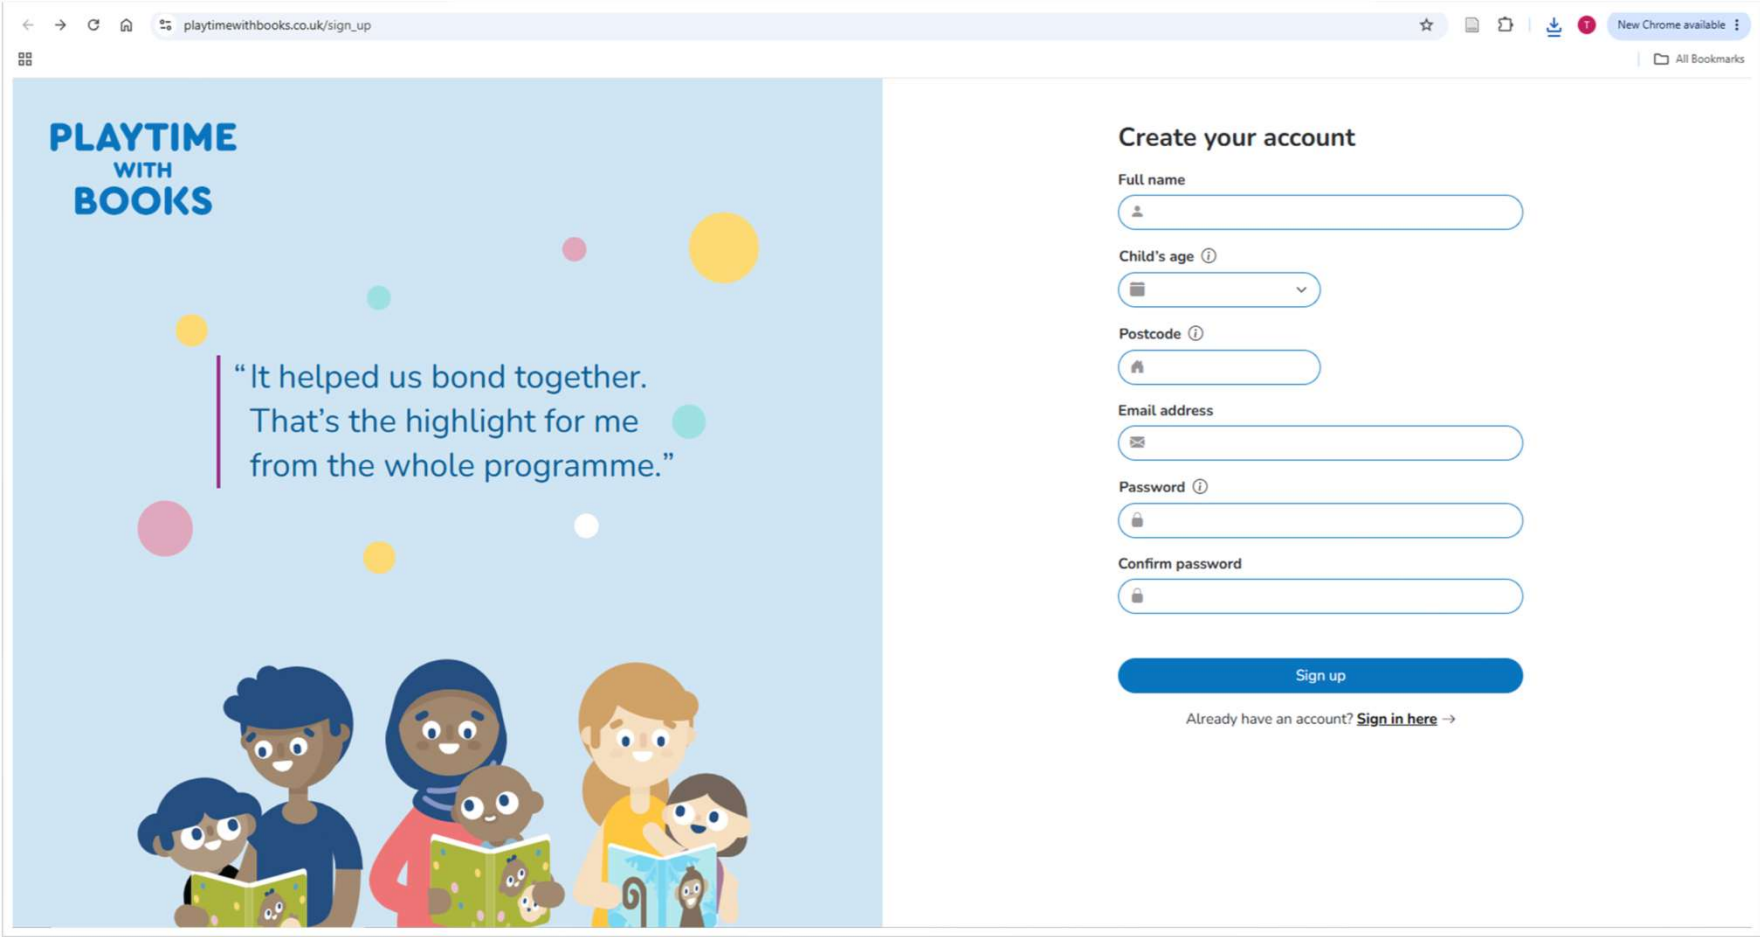 playtimewithbooks.co.uk/sign_up
T
New Chrome available
All Bookmarks
PLAYTIME
WITH
BOOKS
“It helped us bond together.
That’s the highlight for me
from the whole programme.”
Create your account
Full name
Child’s age
Postcode
Email address
Password
Confirm password
Sign up
Already have an account? Sign in here →